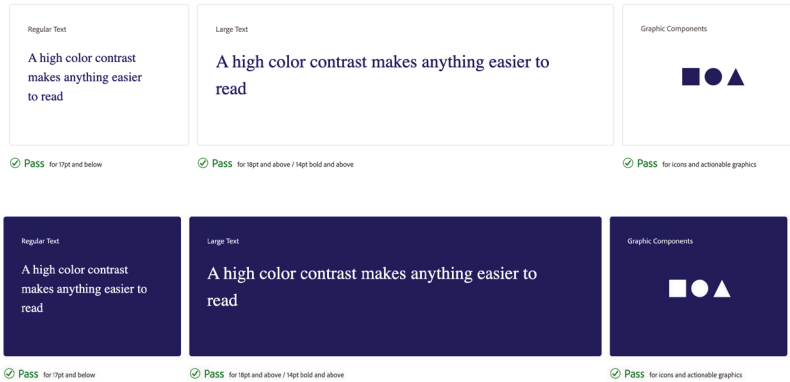 Regular Text
A high color contrast
makes anything easier
to read
Large Text
A high color contrast makes anything easier to
read
Graphic Components
Pass for 17pt and below
Pass for 18pt and above / 14pt bold and above
Pass for icons and actionable graphics
Regular Text
A high color contrast
makes anything easier to
read
Large Text
A high color contrast makes anything easier to
read
Graphic Components
Pass for 17pt and below
Pass for 18pt and above / 14pt bold and above
Pass for icons and actionable graphics